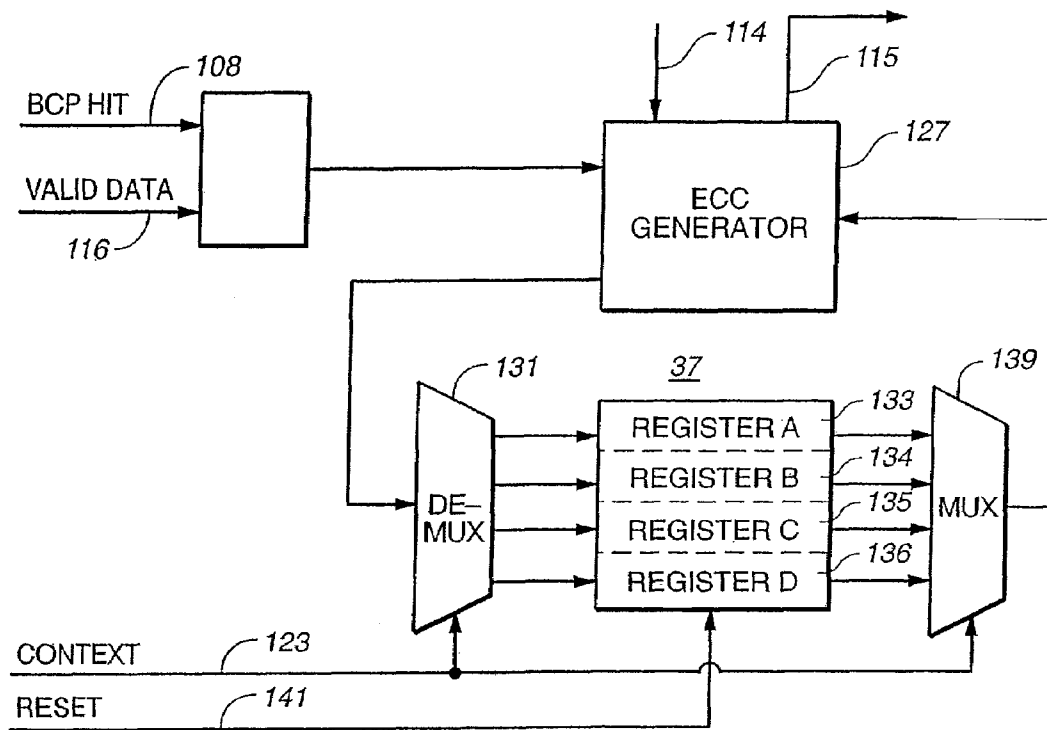 108
BCP HIT
VALID DATA
116
114
115
127
ECC
GENERATOR
131
37
139
DE–
MUX
REGISTER A
133
REGISTER B
134
REGISTER C
135
REGISTER D
136
MUX
CONTEXT
123
RESET
141